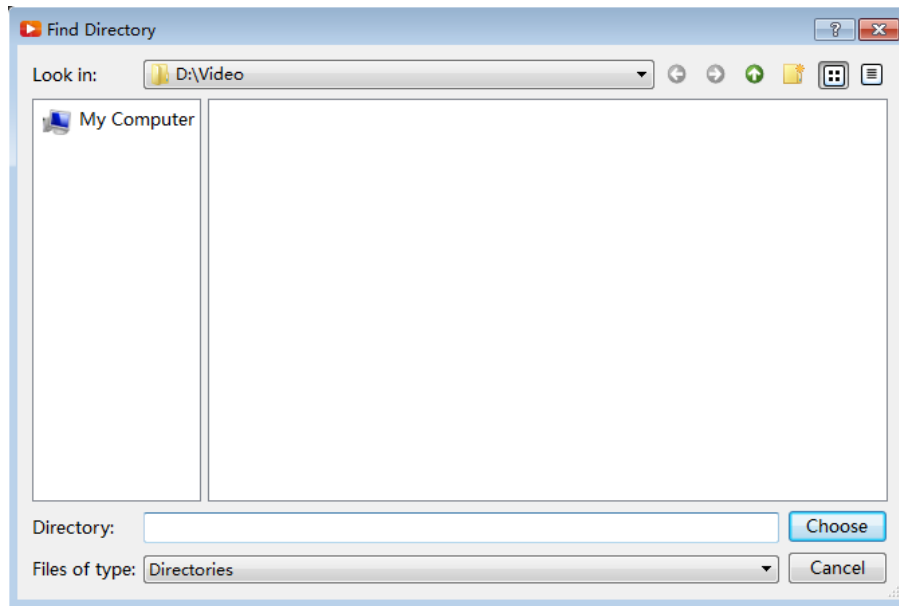 Find Directory
Look in: D:\Video
My Computer
Directory: Choose
Files of type: Directories Cancel